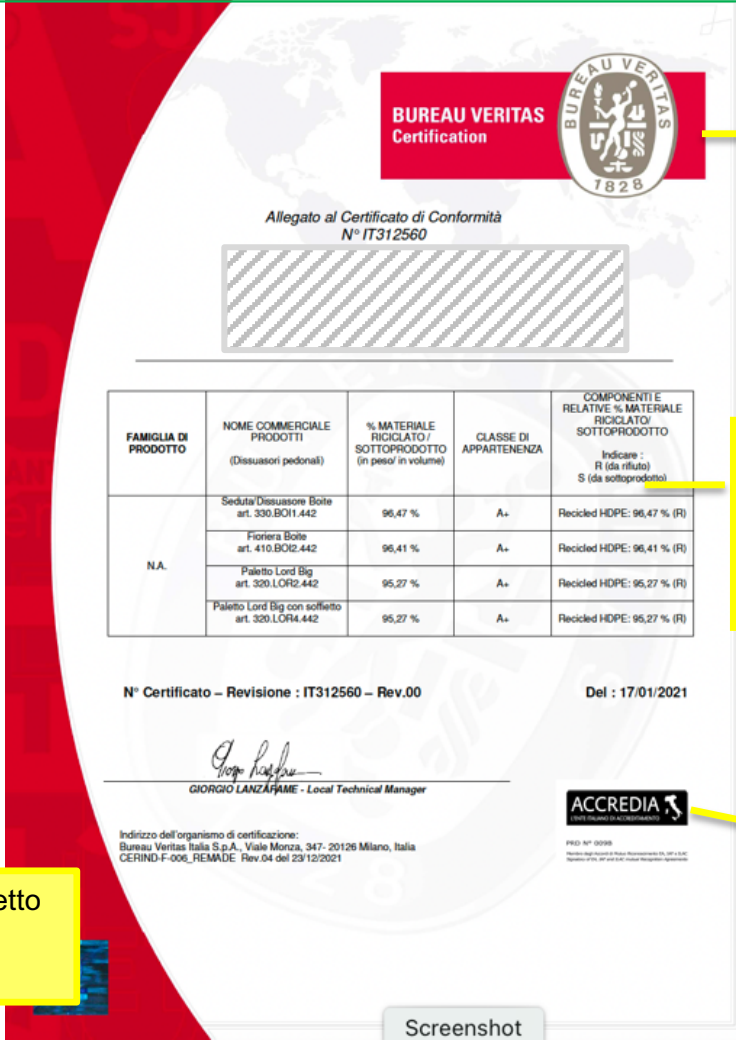 BUREAU VERITAS
Certification
BUREAU VERITAS
1828
Allegato al Certificato di Conformità
N° IT312560
FAMIGLIA DI
PRODOTTO
NOME COMMERCIALE
PRODOTTI
(Dissuasori pedonali)
% MATERIALE
RICICLATO /
SOTTOPRODOTTO
(in peso/ in volume)
CLASSE DI
APPARTENENZA
COMPONENTI E
RELATIVE % MATERIALE
RICICLATO/
SOTTOPRODOTTO
Indicare :
R (da rifiuto)
S (da sottoprodotto)
N.A.
Seduta/Dissuasore Boite
art. 330.BOI1.442
96,47 %
A+
Recicled HDPE: 96,47 % (R)
Fioriera Boite
art. 410.BOI2.442
96,41 %
A+
Recicled HDPE: 96,41 % (R)
Paletto Lord Big
art. 320.LOR2.442
95,27 %
A+
Recicled HDPE: 95,27 % (R)
Paletto Lord Big con soffietto
art. 320.LOR4.442
95,27 %
A+
Recicled HDPE: 95,27 % (R)
N° Certificato – Revisione : IT312560 – Rev.00
Del : 17/01/2021
GIORGIO LANZAFAME - Local Technical Manager
Indirizzo dell'organismo di certificazione:
Bureau Veritas Italia S.p.A., Viale Monza, 347- 20126 Milano, Italia
CERIND-F-006_REMADE Rev.04 del 23/12/2021
ACCREDIA
L'ENTE ITALIANO DI ACCREDITAMENTO
PRD N° 009B
etto
Screenshot